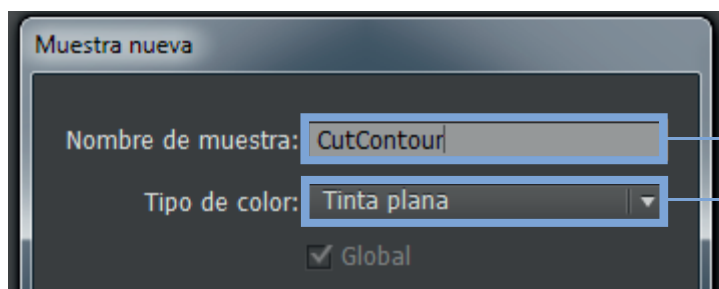 Muestra nueva
Nombre de muestra: CutContour
Tipo de color: Tinta plana
Global